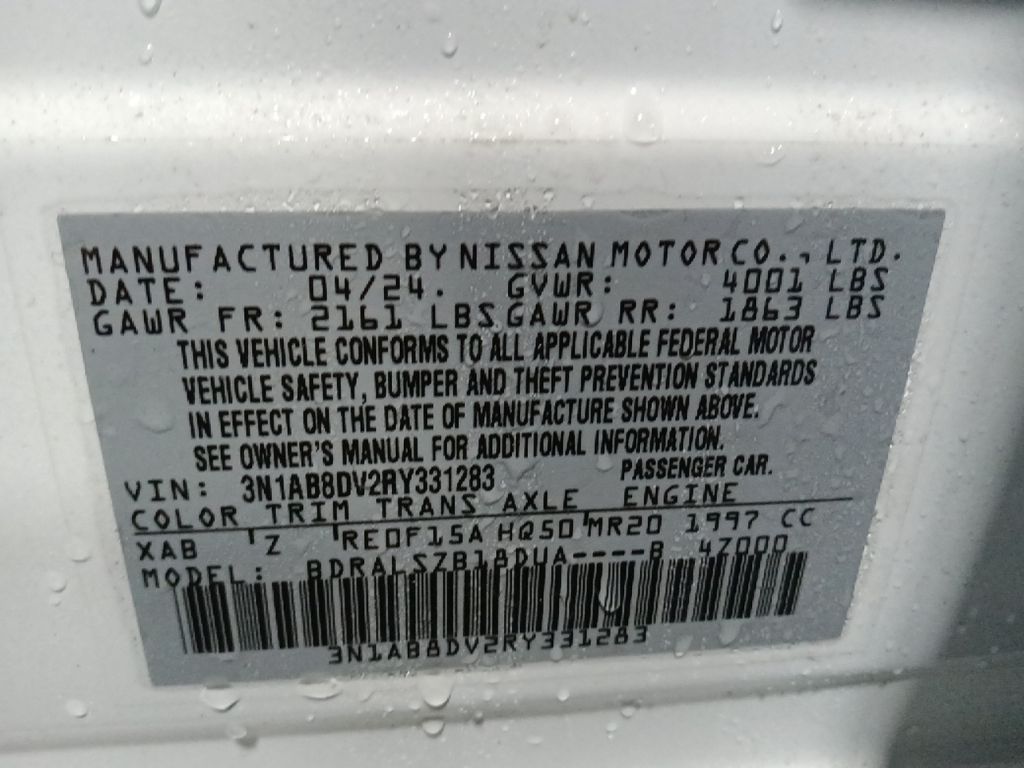 MANUFACTURED BY NISSAN MOTOR CO., LTD.
DATE: 04/24. GVWR: 4001 LBS
GAWR FR: 2161 LBS GAWR RR: 1863 LBS
THIS VEHICLE CONFORMS TO ALL APPLICABLE FEDERAL MOTOR
VEHICLE SAFETY, BUMPER AND THEFT PREVENTION STANDARDS
IN EFFECT ON THE DATE OF MANUFACTURE SHOWN ABOVE.
SEE OWNER'S MANUAL FOR ADDITIONAL INFORMATION.
VIN: 3N1AB8DV2RY331283 PASSENGER CAR.
COLOR TRIM TRANS AXLE ENGINE
XAB Z RE0F15A HQ50 MR20 1997 CC
MODEL: BDRALSZB18DUA----B 47000
3N1AB8DV2RY331283